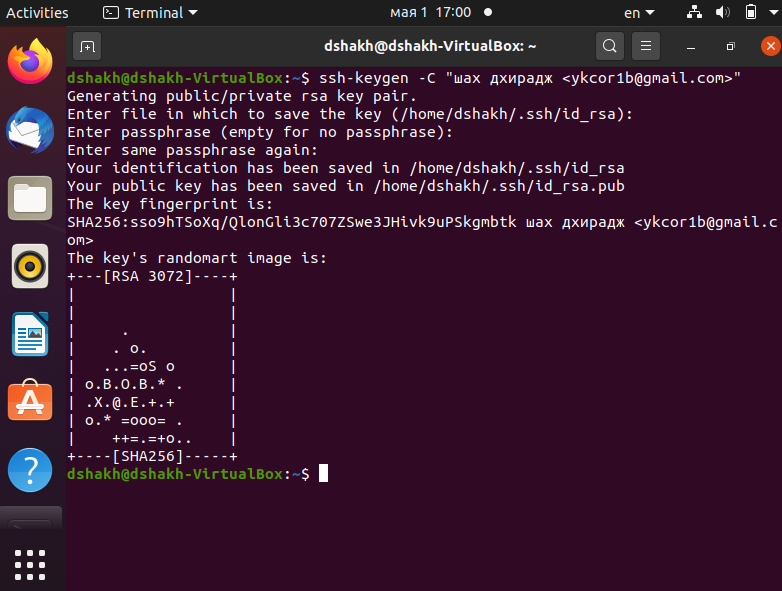 Activities
Terminal
мая 1 17:00
en
dshakh@dshakh-VirtualBox: ~
dshakh@dshakh-VirtualBox:~$ ssh-keygen -C "шах дхирадж <ykcor1b@gmail.com>"
Generating public/private rsa key pair.
Enter file in which to save the key (/home/dshakh/.ssh/id_rsa):
Enter passphrase (empty for no passphrase):
Enter same passphrase again:
Your identification has been saved in /home/dshakh/.ssh/id_rsa
Your public key has been saved in /home/dshakh/.ssh/id_rsa.pub
The key fingerprint is:
SHA256:sso9hTSoXq/QlonGli3c707ZSwe3JHivk9uPSkgmbtk шах дхирадж <ykcor1b@gmail.c
om>
The key's randomart image is:
+---[RSA 3072]----+
|                 |
|                 |
|     .           |
|    . o.         |
|   ...=oS o      |
| o.B.O.B.* .     |
| .X.@.E.+.+      |
| o.* =ooo= .     |
|    ++=.=+o..    |
+----[SHA256]-----+
dshakh@dshakh-VirtualBox:~$